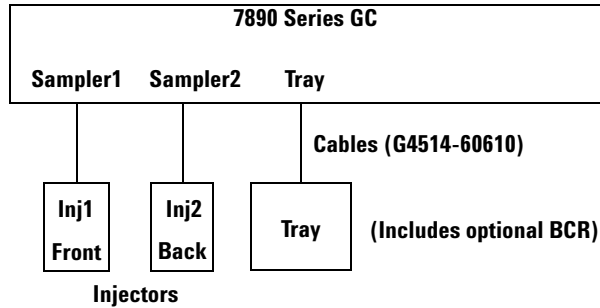 7890 Series GC
Sampler1 Sampler2 Tray
Cables (G4514-60610)
Inj1
Front
Inj2
Back
Tray
(Includes optional BCR)
Injectors